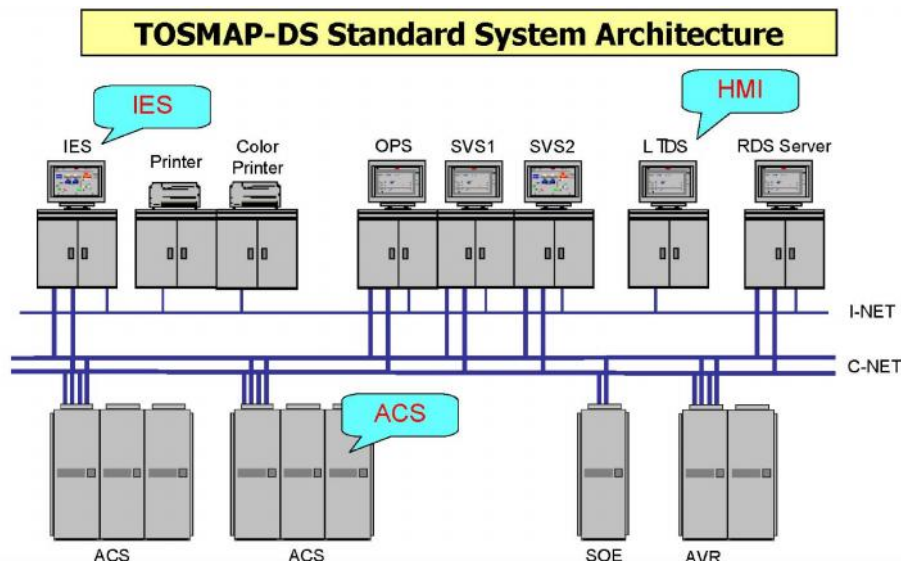 TOSMAP-DS Standard System Architecture
IES
HMI
IES
Printer
Color
Printer
OPS
SVS1
SVS2
L TDS
RDS Server
I-NET
C-NET
ACS
ACS
ACS
SOE
AVR